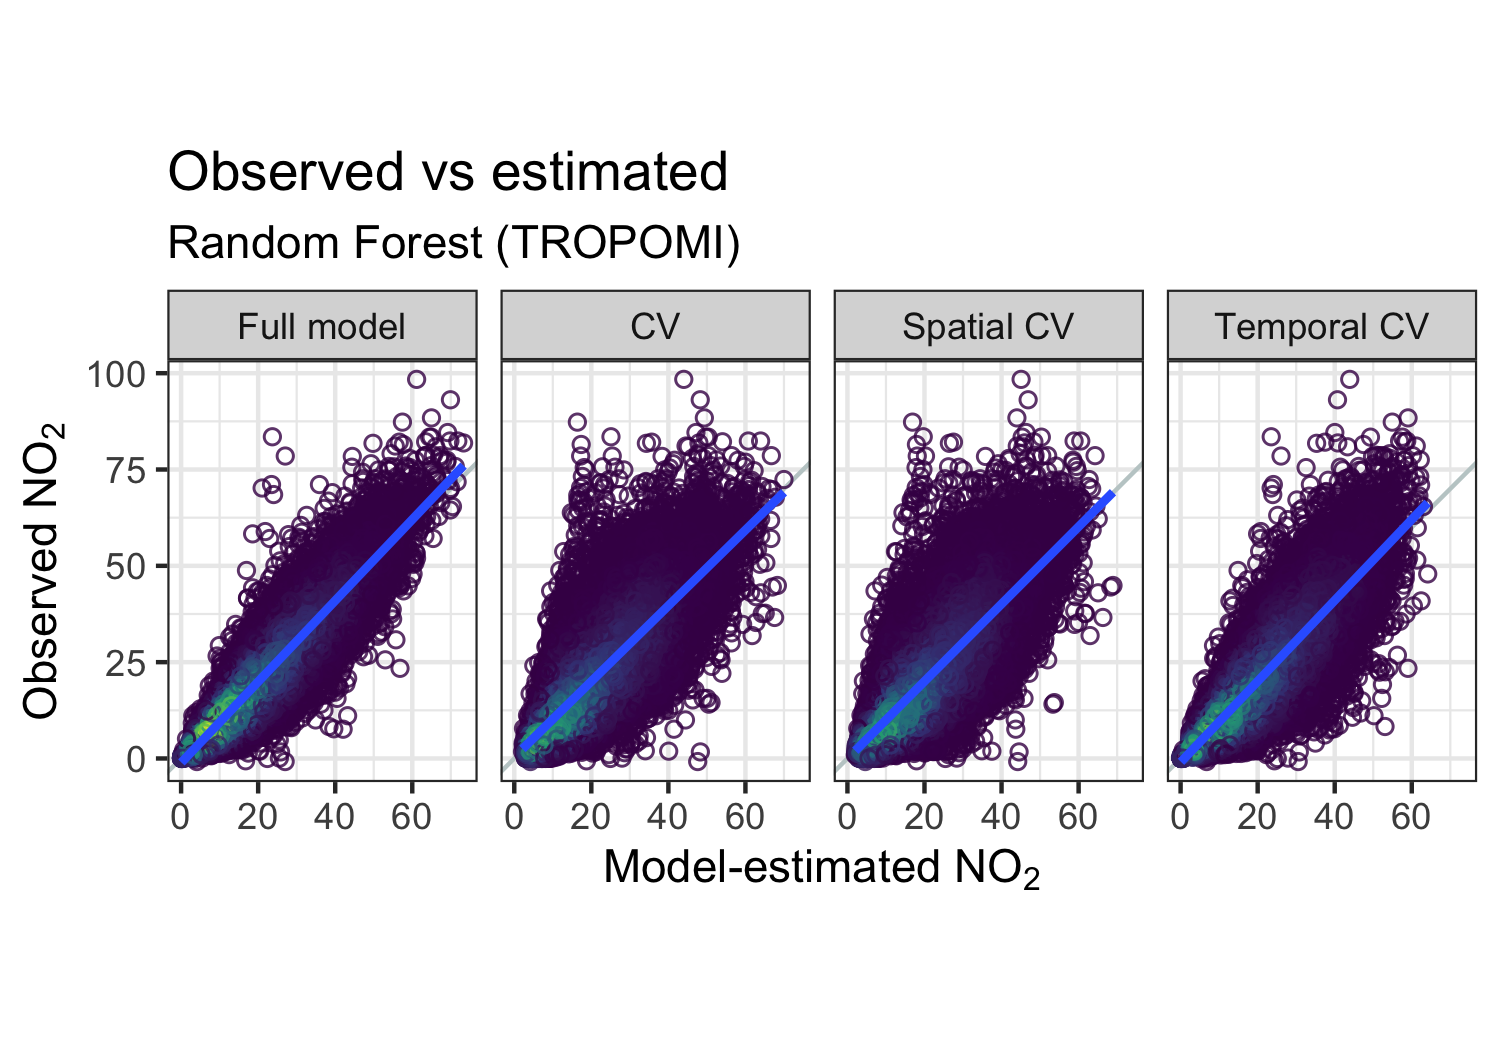 Observed vs estimated
Random Forest (TROPOMI)
Full model
CV
Spatial CV
Temporal CV
Observed NO₂
100
75
50
25
0
0 20 40 60
0 20 40 60
0 20 40 60
0 20 40 60
Model-estimated NO₂